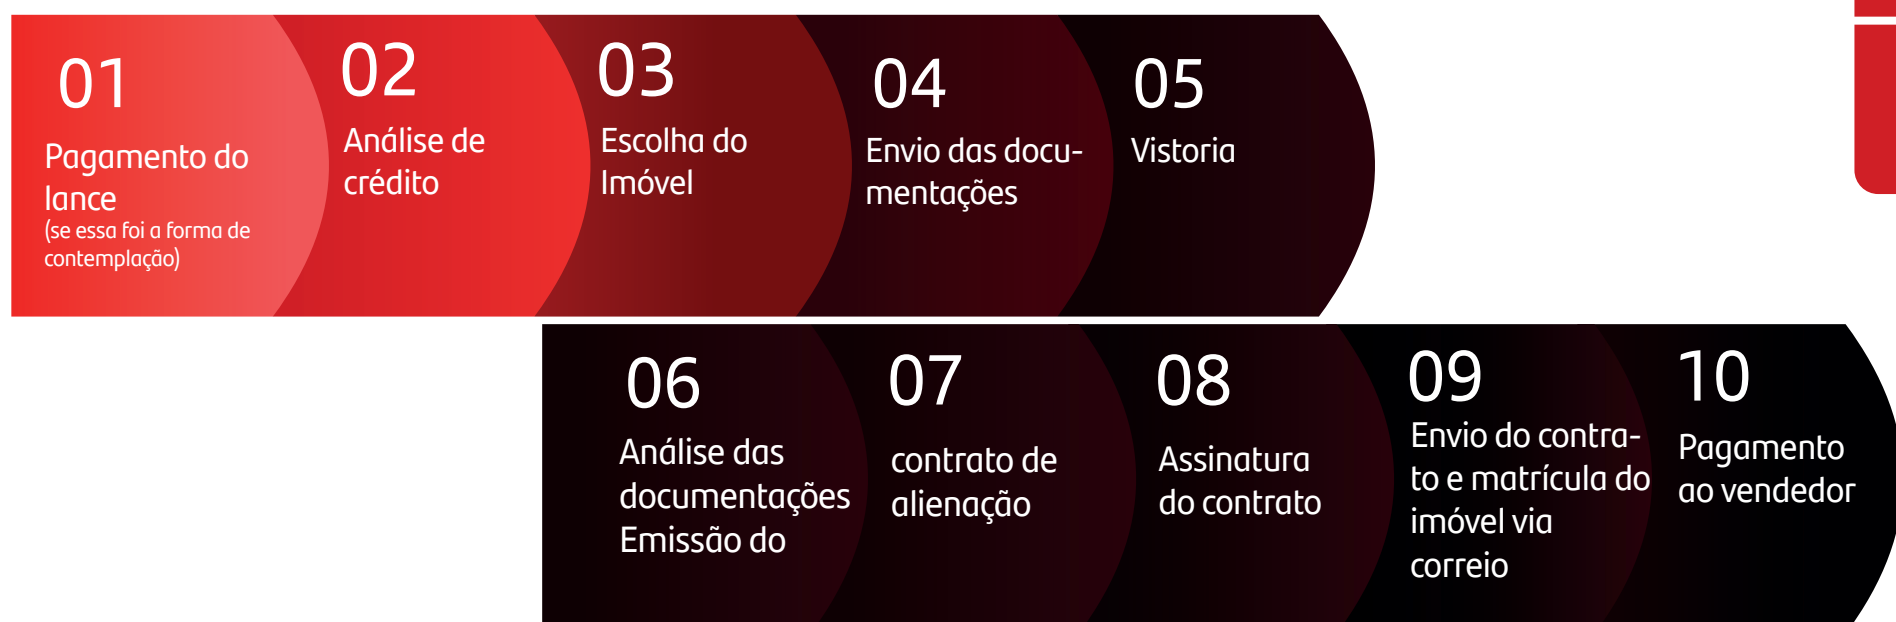 01
Pagamento do
lance
(se essa foi a forma de
contemplação)
02
Análise de
crédito
03
Escolha do
Imóvel
04
Envio das docu-
mentações
05
Vistoria
06
Análise das
documentações
Emissão do
07
contrato de
alienação
08
Assinatura
do contrato
09
Envio do contra-
to e matrícula do
imóvel via
correio
10
Pagamento
ao vendedor